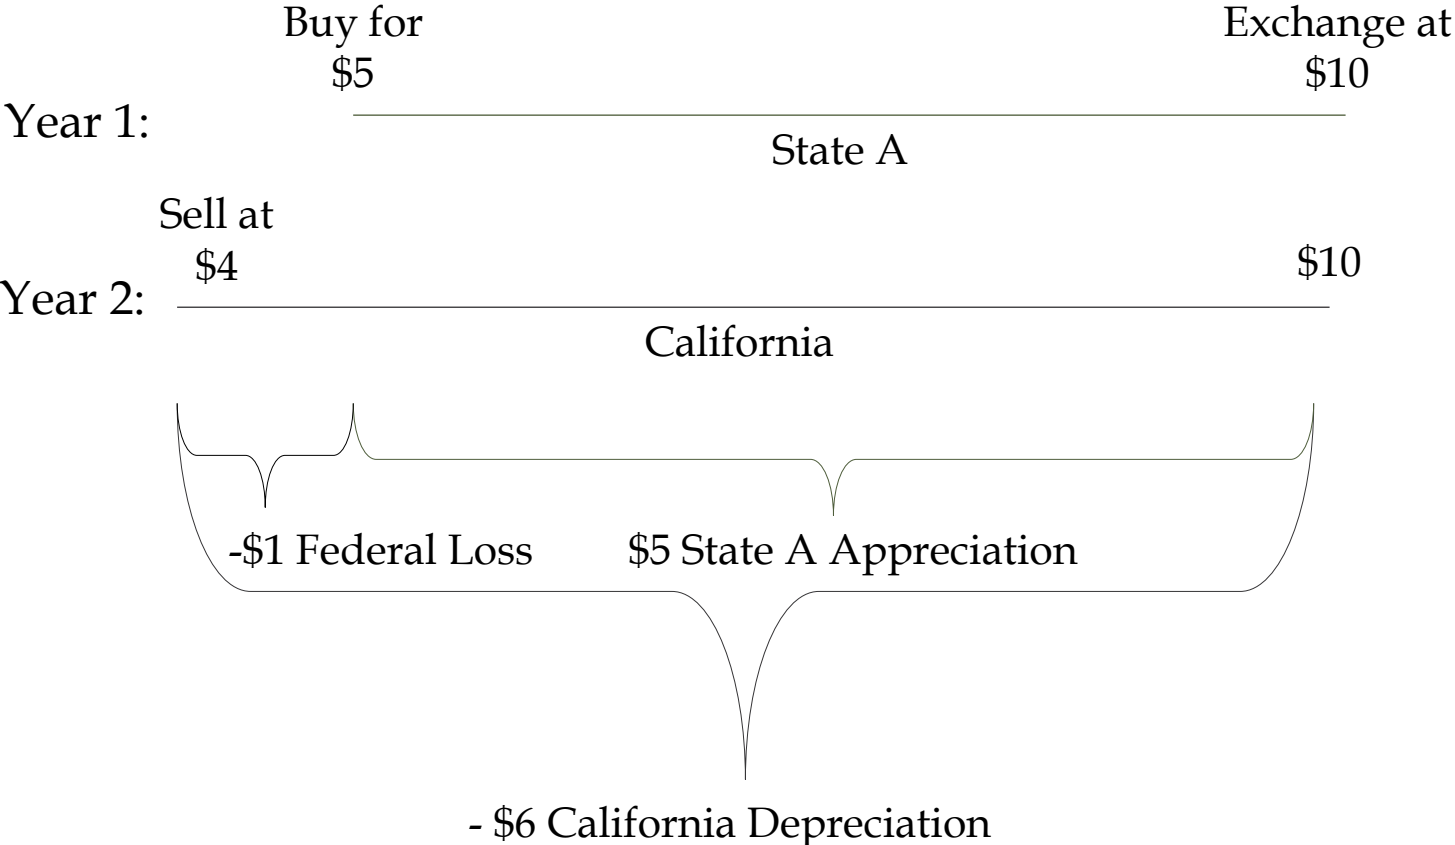 Buy for
$5
Exchange at
$10
Year 1:
State A
Sell at
$4
$10
Year 2:
California
-$1 Federal Loss
$5 State A Appreciation
- $6 California Depreciation